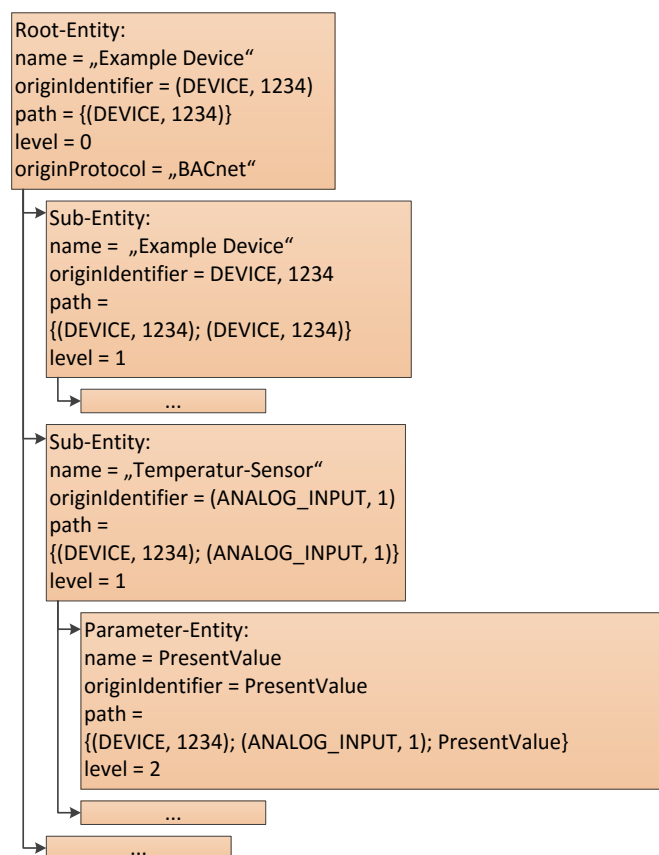 Root-Entity:
name = „Example Device“
originIdentifier = (DEVICE, 1234)
path = {(DEVICE, 1234)}
level = 0
originProtocol = „BACnet“
Sub-Entity:
name =  „Example Device“
originIdentifier = DEVICE, 1234
path =
{(DEVICE, 1234); (DEVICE, 1234)}
level = 1
...
Sub-Entity:
name = „Temperatur-Sensor“
originIdentifier = (ANALOG_INPUT, 1)
path =
{(DEVICE, 1234); (ANALOG_INPUT, 1)}
level = 1
Parameter-Entity:
name = PresentValue
originIdentifier = PresentValue
path =
{(DEVICE, 1234); (ANALOG_INPUT, 1); PresentValue}
level = 2
...
...